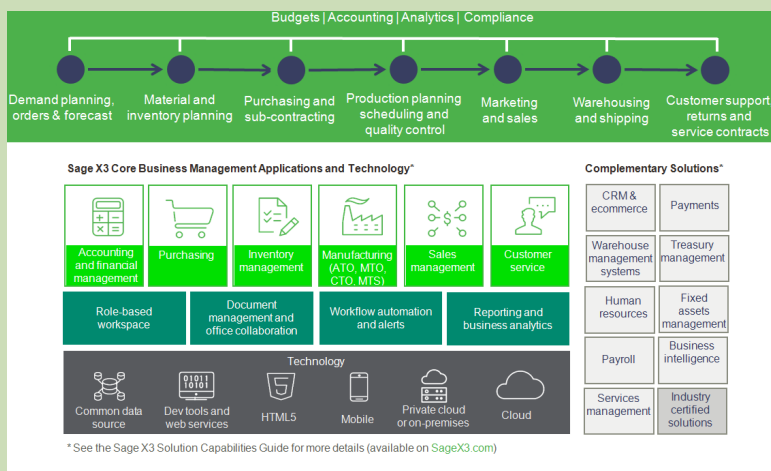 Budgets | Accounting | Analytics | Compliance
Demand planning,
orders & forecast
Material and
inventory planning
Purchasing and
sub-contracting
Production planning
scheduling and
quality control
Marketing
and sales
Warehousing
and shipping
Customer support
returns and
service contracts
Sage X3 Core Business Management Applications and Technology*
Accounting
and financial
management
Purchasing
Inventory
management
Manufacturing
(ATO, MTO,
CTO, MTS)
Sales
management
Customer
service
Role-based
workspace
Document
management and
office collaboration
Workflow automation
and alerts
Reporting and
business analytics
Technology
Common data
source
01011
10101
Dev tools and
web services
5
HTML5
Mobile
Private cloud
or on-premises
Cloud
Complementary Solutions*
CRM &
ecommerce
Payments
Warehouse
management
systems
Treasury
management
Human
resources
Fixed
assets
management
Payroll
Business
intelligence
Services
management
Industry
certified
solutions
* See the Sage X3 Solution Capabilities Guide for more details (available on SageX3.com)